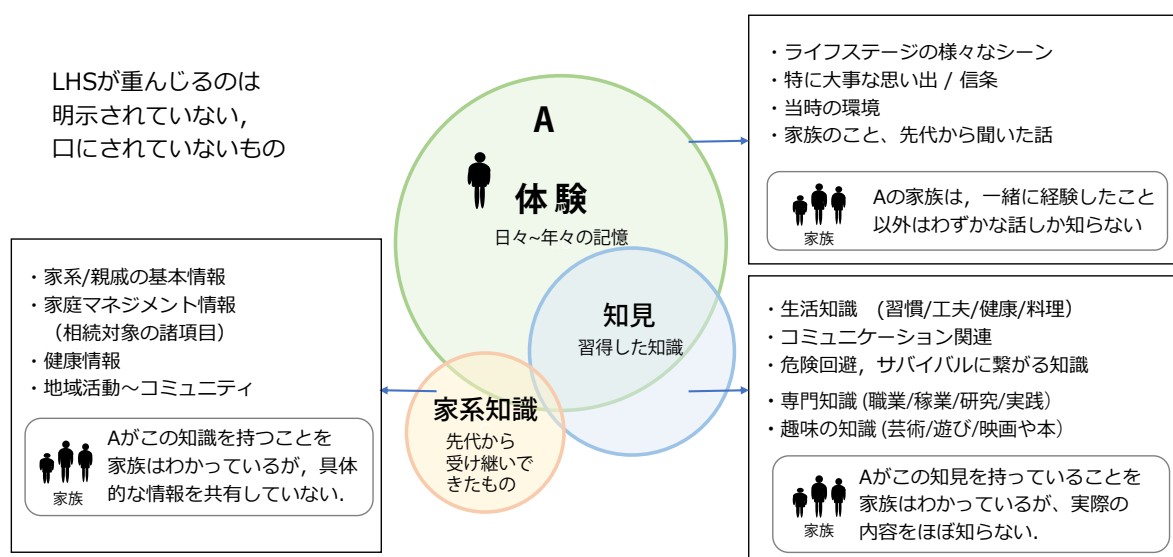 LHSが重んじるのは
明示されていない,
口にされていないもの
A
体験
日々~年々の記憶
知見
習得した知識
家系知識
先代から
受け継いで
きたもの
・ライフステージの様々なシーン
・特に大事な思い出 / 信条
・当時の環境
・家族のこと、先代から聞いた話
家族
Aの家族は，一緒に経験したこと
以外はわずかな話しか知らない
・家系/親戚の基本情報
・家庭マネジメント情報
（相続対象の諸項目）
・健康情報
・地域活動～コミュニティ
家族
Aがこの知識を持つことを
家族はわかっているが，具体
的な情報を共有していない.
・生活知識 (習慣/工夫/健康/料理)
・コミュニケーション関連
・危険回避，サバイバルに繋がる知識
・専門知識 (職業/稼業/研究/実践）
・趣味の知識 (芸術/遊び/映画や本）
家族
Aがこの知見を持っていることを
家族はわかっているが、実際の
内容をほぼ知らない.